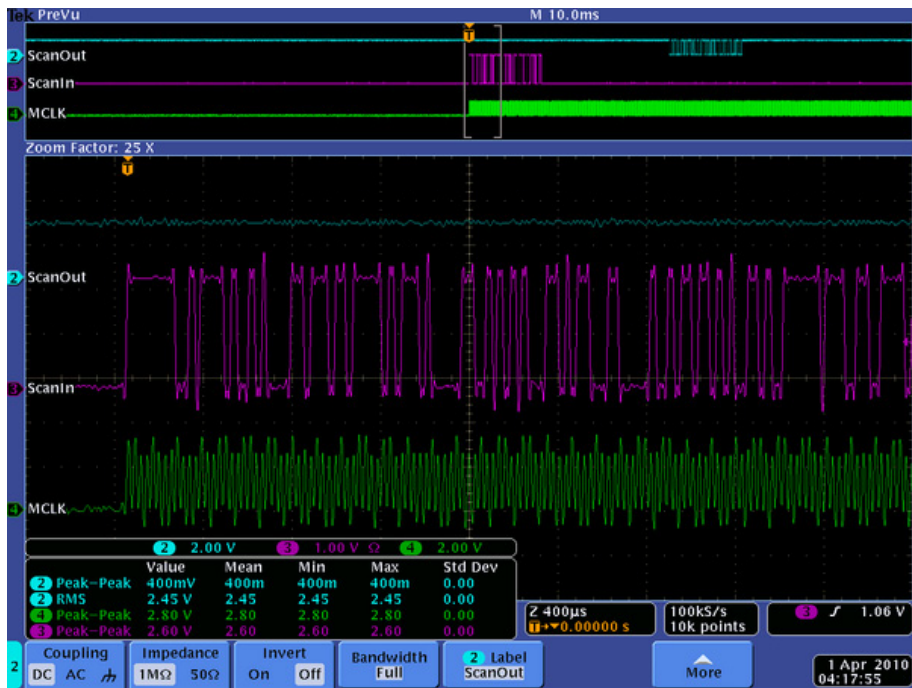 Tek PreVu M 10.0ms
T
2 ScanOut
3 ScanIn
4 MCLK
Zoom Factor: 25 X
T
2 ScanOut
3 ScanIn
4 MCLK
2 2.00 V 3 1.00 V Ω 4 2.00 V
Value Mean Min Max Std Dev
2 Peak-Peak 400mV 400m 400m 400m 0.00
2 RMS 2.45 V 2.45 2.45 2.45 0.00
4 Peak-Peak 2.80 V 2.80 2.80 2.80 0.00
3 Peak-Peak 2.60 V 2.60 2.60 2.60 0.00
Z 400µs
T→▼0.00000 s
100kS/s
10k points
3 ƒ 1.06 V
2
Coupling
DC AC
Impedance
1MΩ 50Ω
Invert
On Off
Bandwidth
Full
2 Label
ScanOut
More
1 Apr 2010
04:17:55